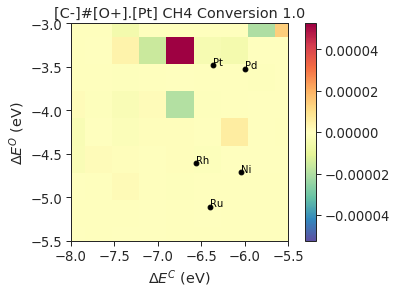 [C-]#[O+].[Pt] CH4 Conversion 1.0
−3.0
−3.5
−4.0
−4.5
−5.0
−5.5
ΔE^O (eV)
Pt
Pd
Rh
Ni
Ru
−8.0 −7.5 −7.0 −6.5 −6.0 −5.5
ΔE^C (eV)
0.00004
0.00002
0.00000
−0.00002
−0.00004